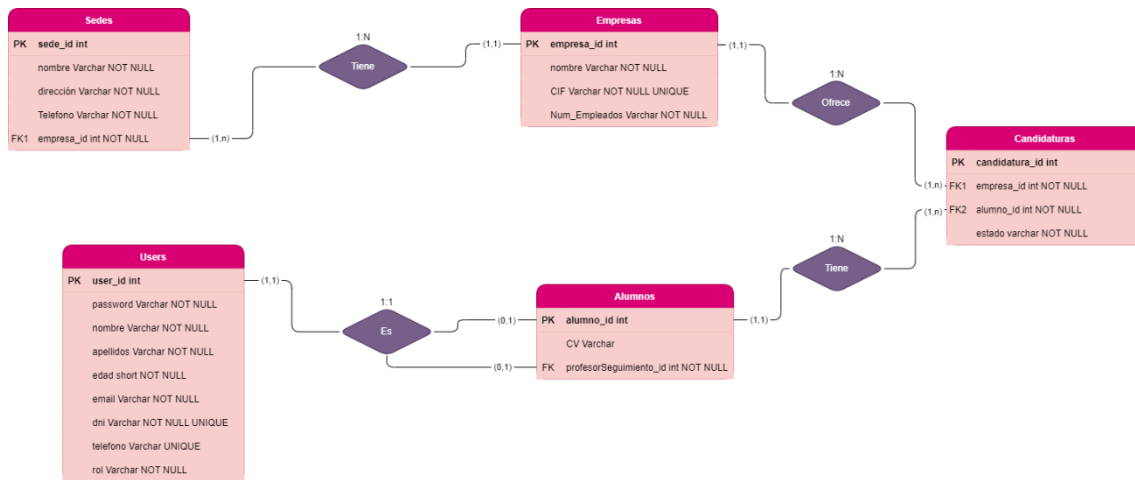 Sedes
PK sede_id int
nombre Varchar NOT NULL
dirección Varchar NOT NULL
Telefono Varchar NOT NULL
FK1 empresa_id int NOT NULL
(1,n)
1:N
Tiene
(1,1)
Empresas
PK empresa_id int
nombre Varchar NOT NULL
CIF Varchar NOT NULL UNIQUE
Num_Empleados Varchar NOT NULL
(1,1)
1:N
Ofrece
(1,n)
Candidaturas
PK candidatura_id int
FK1 empresa_id int NOT NULL
FK2 alumno_id int NOT NULL
estado varchar NOT NULL
(1,n)
1:N
Tiene
(1,1)
Users
PK user_id int
password Varchar NOT NULL
nombre Varchar NOT NULL
apellidos Varchar NOT NULL
edad short NOT NULL
email Varchar NOT NULL
dni Varchar NOT NULL UNIQUE
telefono Varchar UNIQUE
rol Varchar NOT NULL
(1,1)
1:1
Es
(0,1)
(0,1)
Alumnos
PK alumno_id int
CV Varchar
FK profesorSeguimiento_id int NOT NULL